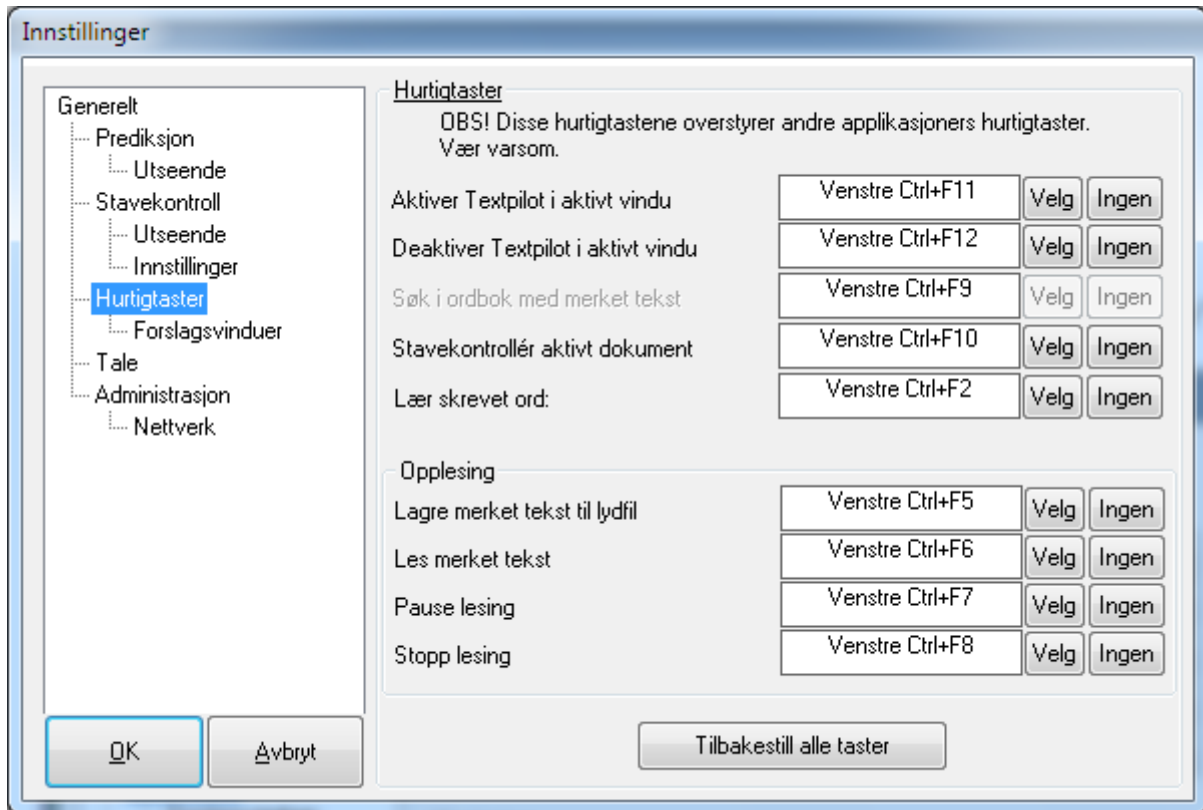 Innstillinger
Generelt
Prediksjon
Utseende
Stavekontroll
Utseende
Innstillinger
Hurtigtaster
Forslagsvinduer
Tale
Administrasjon
Nettverk
OK
Avbryt
Hurtigtaster
OBS! Disse hurtigtastene overstyrer andre applikasjoners hurtigtaster.
Vær varsom.
Aktiver Textpilot i aktivt vindu Venstre Ctrl+F11 Velg Ingen
Deaktiver Textpilot i aktivt vindu Venstre Ctrl+F12 Velg Ingen
Søk i ordbok med merket tekst Venstre Ctrl+F9 Velg Ingen
Stavekontrollér aktivt dokument Venstre Ctrl+F10 Velg Ingen
Lær skrevet ord: Venstre Ctrl+F2 Velg Ingen
Opplesing
Lagre merket tekst til lydfil Venstre Ctrl+F5 Velg Ingen
Les merket tekst Venstre Ctrl+F6 Velg Ingen
Pause lesing Venstre Ctrl+F7 Velg Ingen
Stopp lesing Venstre Ctrl+F8 Velg Ingen
Tilbakestill alle taster